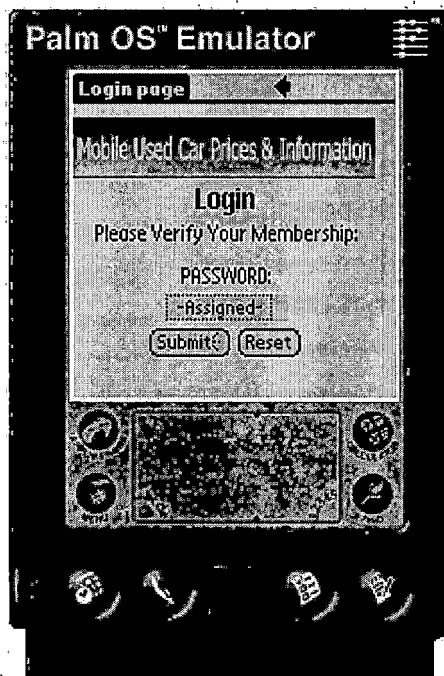 Palm OS™ Emulator
Login page
Mobile Used Car Prices & Information
Login
Please Verify Your Membership:
PASSWORD:
-Assigned-
Submit Reset